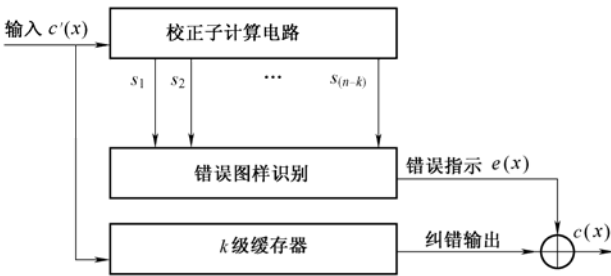 输入 c'(x)
校正子计算电路
s₁ s₂ ... s₍ₙ₋ₖ₎
错误图样识别
错误指示 e(x)
k级缓存器
纠错输出
c(x)